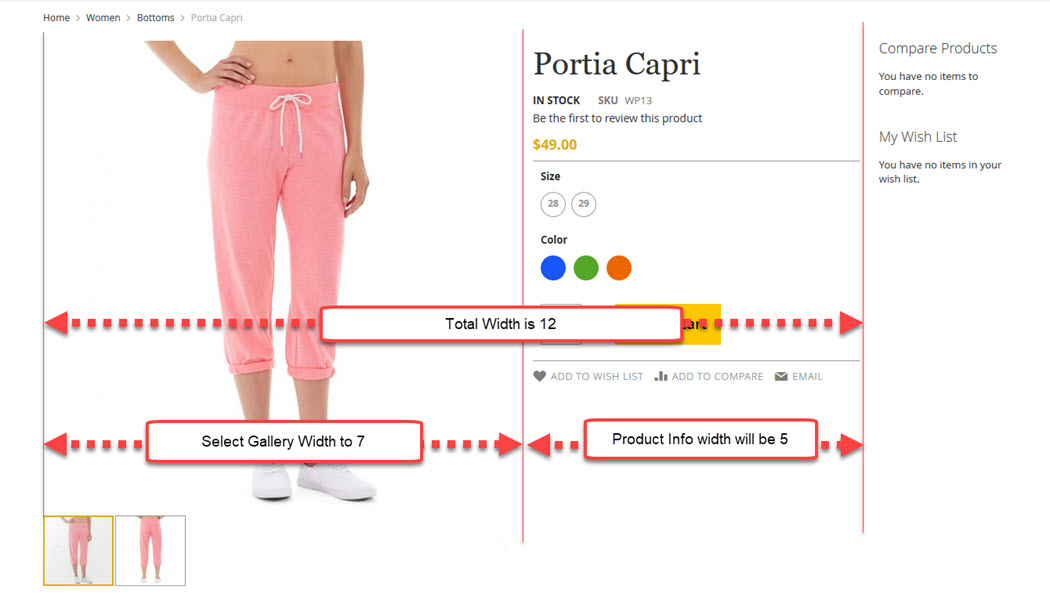 Home > Women > Bottoms > Portia Capri
Portia Capri
IN STOCK SKU WP13
Be the first to review this product
$49.00
Size
28 29
Color
Total Width is 12
ADD TO WISH LIST ADD TO COMPARE EMAIL
Select Gallery Width to 7
Product Info width will be 5
Compare Products
You have no items to
compare.
My Wish List
You have no items in your
wish list.